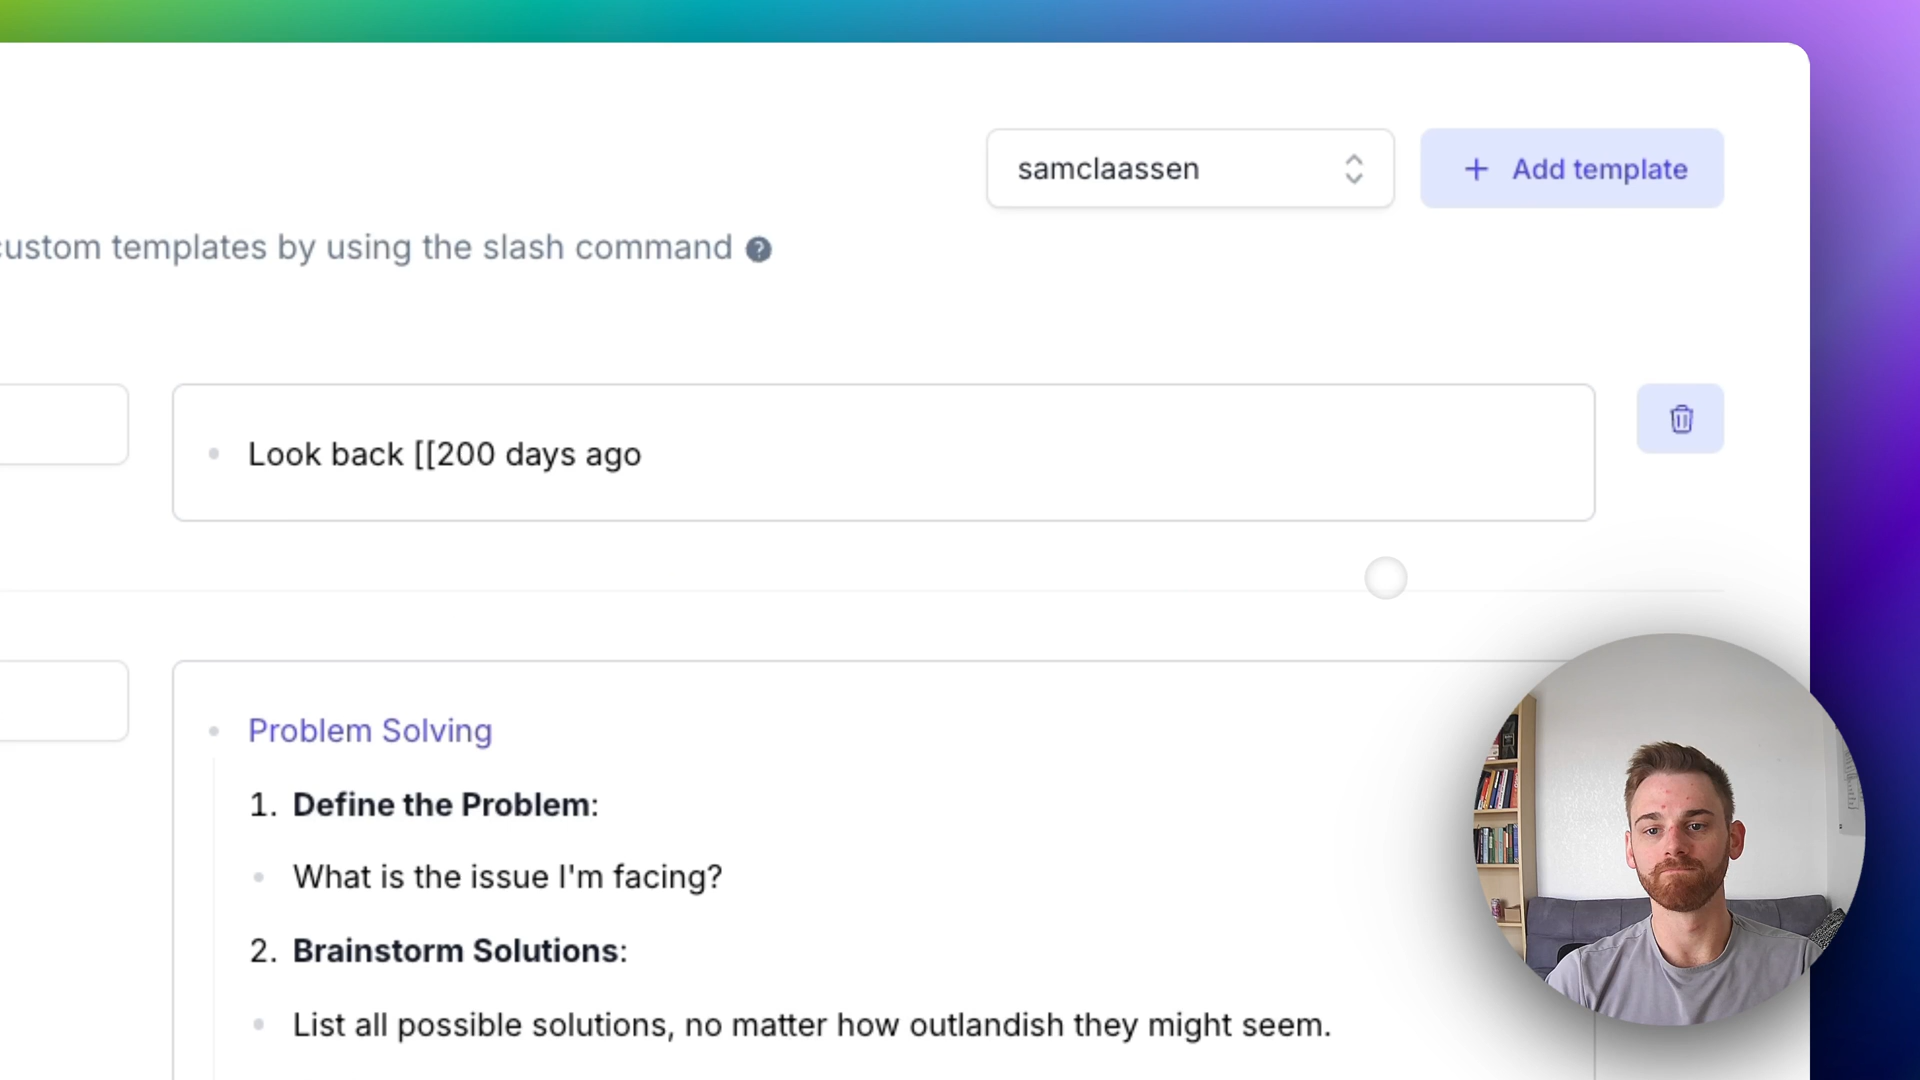 samclaassen
+ Add template
custom templates by using the slash command ?
Look back [[200 days ago
Problem Solving
1. Define the Problem:
What is the issue I'm facing?
2. Brainstorm Solutions:
List all possible solutions, no matter how outlandish they might seem.